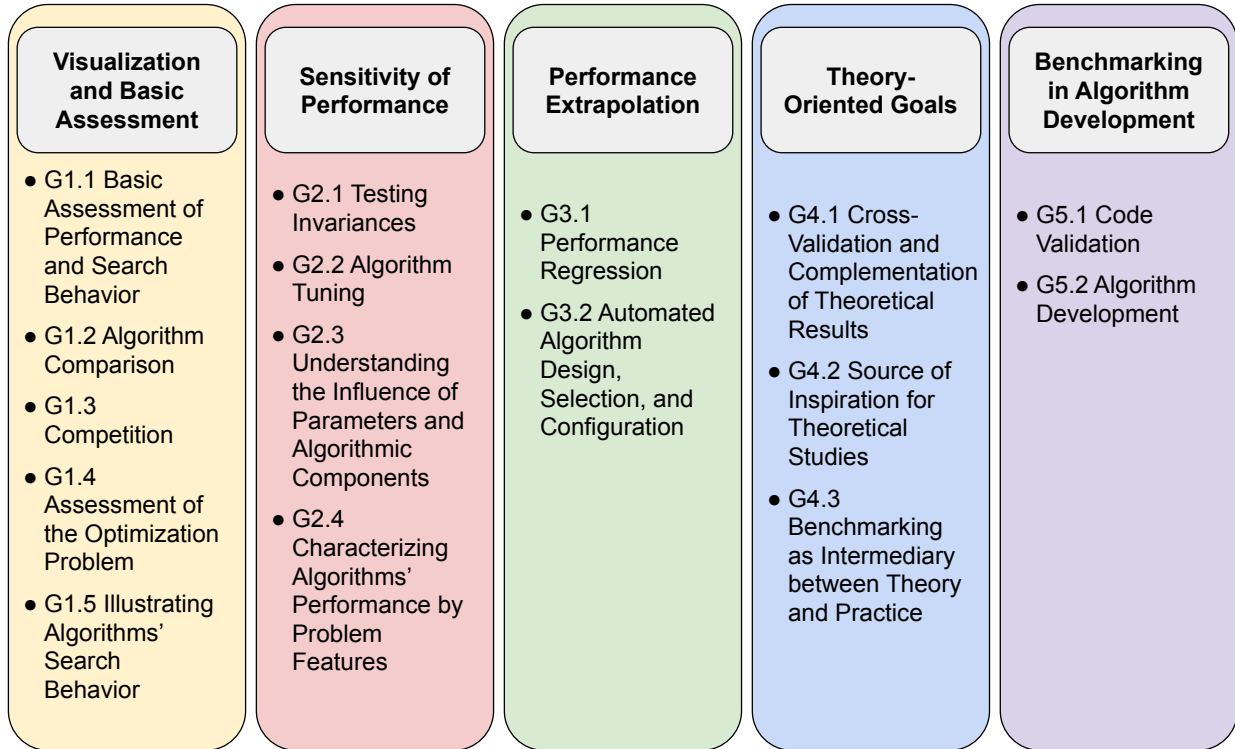 Visualization
and Basic
Assessment
● G1.1 Basic
Assessment of
Performance
and Search
Behavior
● G1.2 Algorithm
Comparison
● G1.3
Competition
● G1.4
Assessment of
the Optimization
Problem
● G1.5 Illustrating
Algorithms’
Search
Behavior
Sensitivity of
Performance
● G2.1 Testing
Invariances
● G2.2 Algorithm
Tuning
● G2.3
Understanding
the Influence of
Parameters and
Algorithmic
Components
● G2.4
Characterizing
Algorithms’
Performance by
Problem
Features
Performance
Extrapolation
● G3.1
Performance
Regression
● G3.2 Automated
Algorithm
Design,
Selection, and
Configuration
Theory-
Oriented Goals
● G4.1 Cross-
Validation and
Complementation
of Theoretical
Results
● G4.2 Source of
Inspiration for
Theoretical
Studies
● G4.3
Benchmarking
as Intermediary
between Theory
and Practice
Benchmarking
in Algorithm
Development
● G5.1 Code
Validation
● G5.2 Algorithm
Development